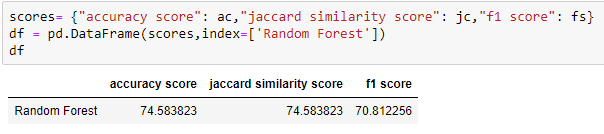 scores= {"accuracy score": ac,"jaccard similarity score": jc,"f1 score": fs}
df = pd.DataFrame(scores,index=['Random Forest'])
df
accuracy score jaccard similarity score f1 score
Random Forest 74.583823 74.583823 70.812256